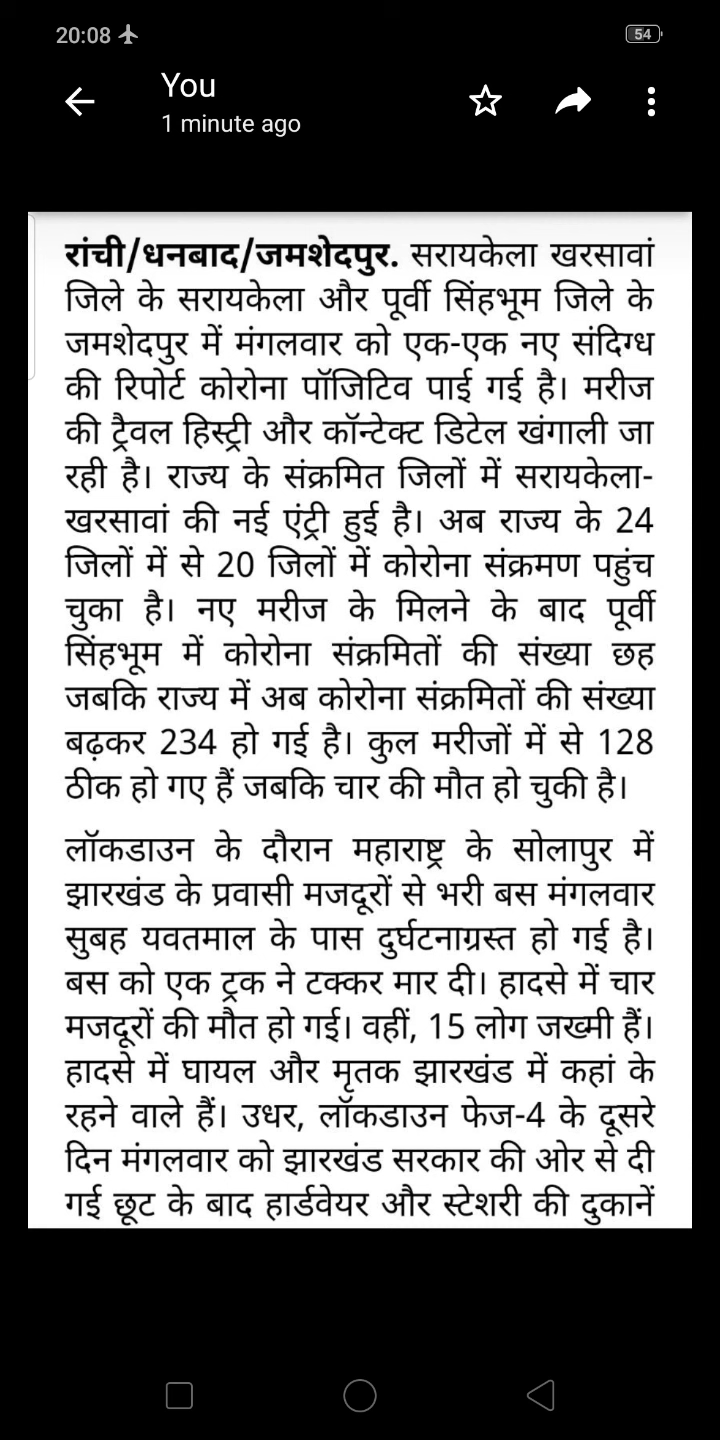 20:08
54
You
1 minute ago
रांची/धनबाद/जमशेदपुर. सरायकेला खरसावां
जिले के सरायकेला और पूर्वी सिंहभूम जिले के
जमशेदपुर में मंगलवार को एक-एक नए संदिग्ध
की रिपोर्ट कोरोना पॉजिटिव पाई गई है। मरीज
की ट्रैवल हिस्ट्री और कॉन्टेक्ट डिटेल खंगाली जा
रही है। राज्य के संक्रमित जिलों में सरायकेला-
खरसावां की नई एंट्री हुई है। अब राज्य के 24
जिलों में से 20 जिलों में कोरोना संक्रमण पहुंच
चुका है। नए मरीज के मिलने के बाद पूर्वी
सिंहभूम में कोरोना संक्रमितों की संख्या छह
जबकि राज्य में अब कोरोना संक्रमितों की संख्या
बढ़कर 234 हो गई है। कुल मरीजों में से 128
ठीक हो गए हैं जबकि चार की मौत हो चुकी है।
लॉकडाउन के दौरान महाराष्ट्र के सोलापुर में
झारखंड के प्रवासी मजदूरों से भरी बस मंगलवार
सुबह यवतमाल के पास दुर्घटनाग्रस्त हो गई है।
बस को एक ट्रक ने टक्कर मार दी। हादसे में चार
मजदूरों की मौत हो गई। वहीं, 15 लोग जख्मी हैं।
हादसे में घायल और मृतक झारखंड में कहां के
रहने वाले हैं। उधर, लॉकडाउन फेज-4 के दूसरे
दिन मंगलवार को झारखंड सरकार की ओर से दी
गई छूट के बाद हार्डवेयर और स्टेशरी की दुकानें